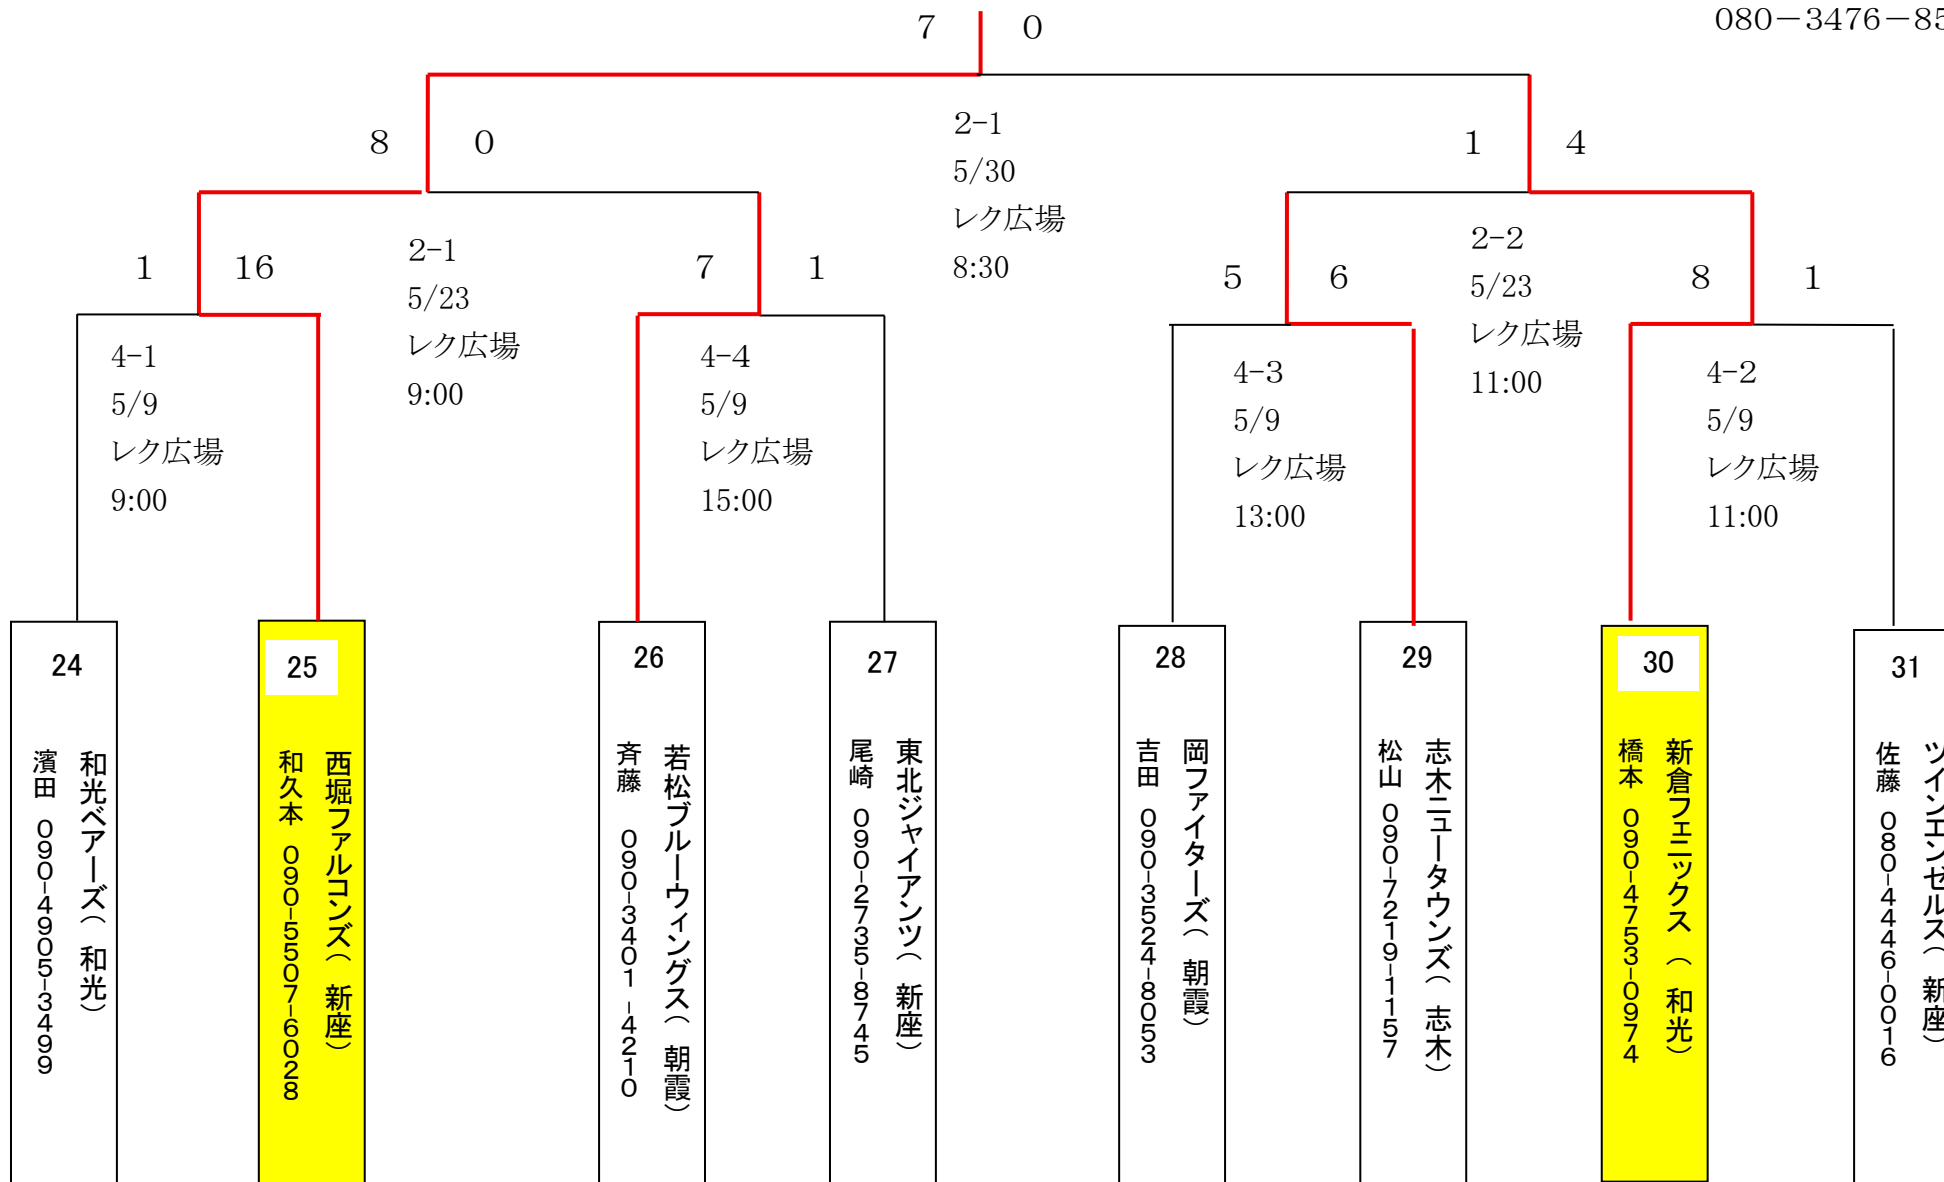 7 0
080－3476－85
8 0
2-1
5/30
レク広場
8:30
1 4
1 16
2-1
5/23
レク広場
9:00
7 1
5 6
2-2
5/23
レク広場
11:00
8 1
4-1
5/9
レク広場
9:00
4-4
5/9
レク広場
15:00
4-3
5/9
レク広場
13:00
4-2
5/9
レク広場
11:00
24
和光ベアーズ（和光）
濱田 090-4905-3499
25
西堀ファルコンズ（新座）
和久本 090-5507-6028
26
若松ブルーウィングス（朝霞）
斉藤 090-3401-4210
27
東北ジャイアンツ（新座）
尾崎 090-2735-8745
28
岡ファイターズ（朝霞）
吉田 090-3524-8053
29
志木ニュータウンズ（志木）
松山 090-7219-1157
30
新倉フェニックス（和光）
橋本 090-4753-0974
31
ツインエンゼルス（新座）
佐藤 080-4446-0016